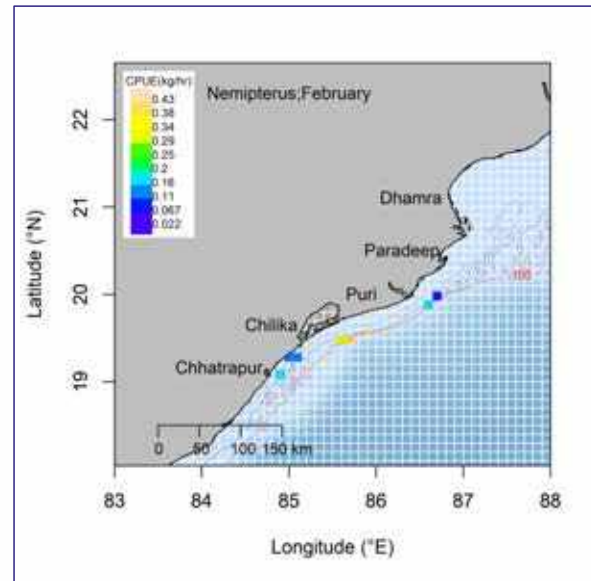 CPUE(kg/hr)
0.43
0.38
0.34
0.29
0.25
0.2
0.16
0.11
0.067
0.022
Nemipterus;February
Dhamra
Paradeep
Puri
Chilika
Chhatrapur
100
0 50 100 150 km
22
21
20
19
83 84 85 86 87 88
Latitude (°N)
Longitude (°E)